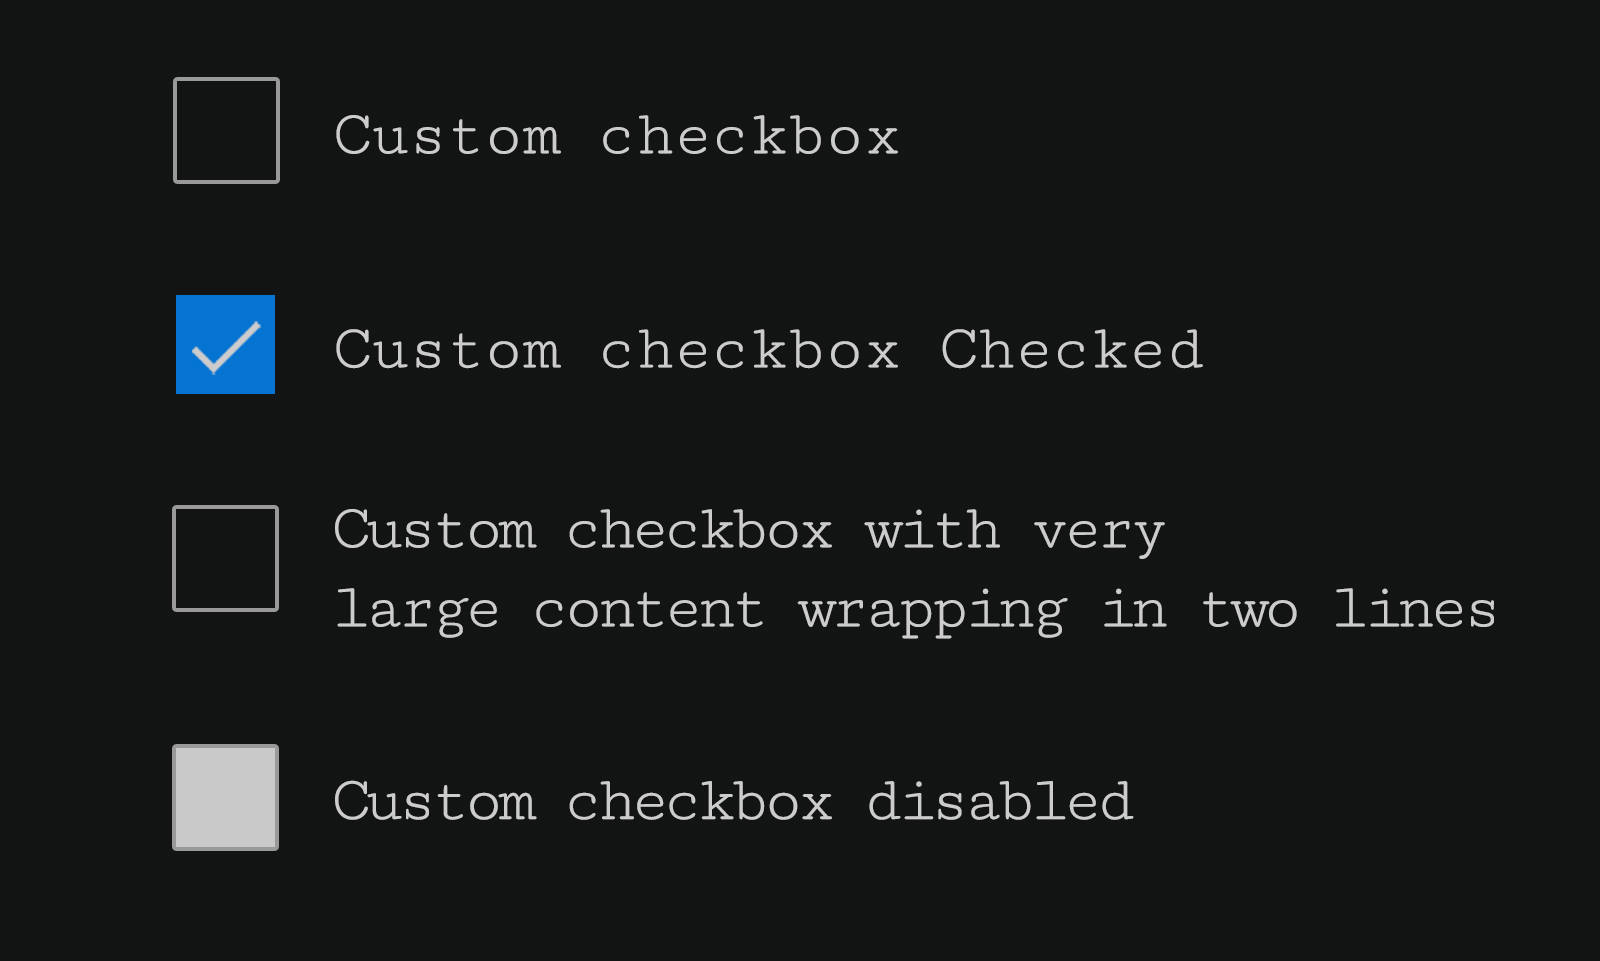 Custom checkbox
Custom checkbox Checked
Custom checkbox with very
large content wrapping in two lines
Custom checkbox disabled